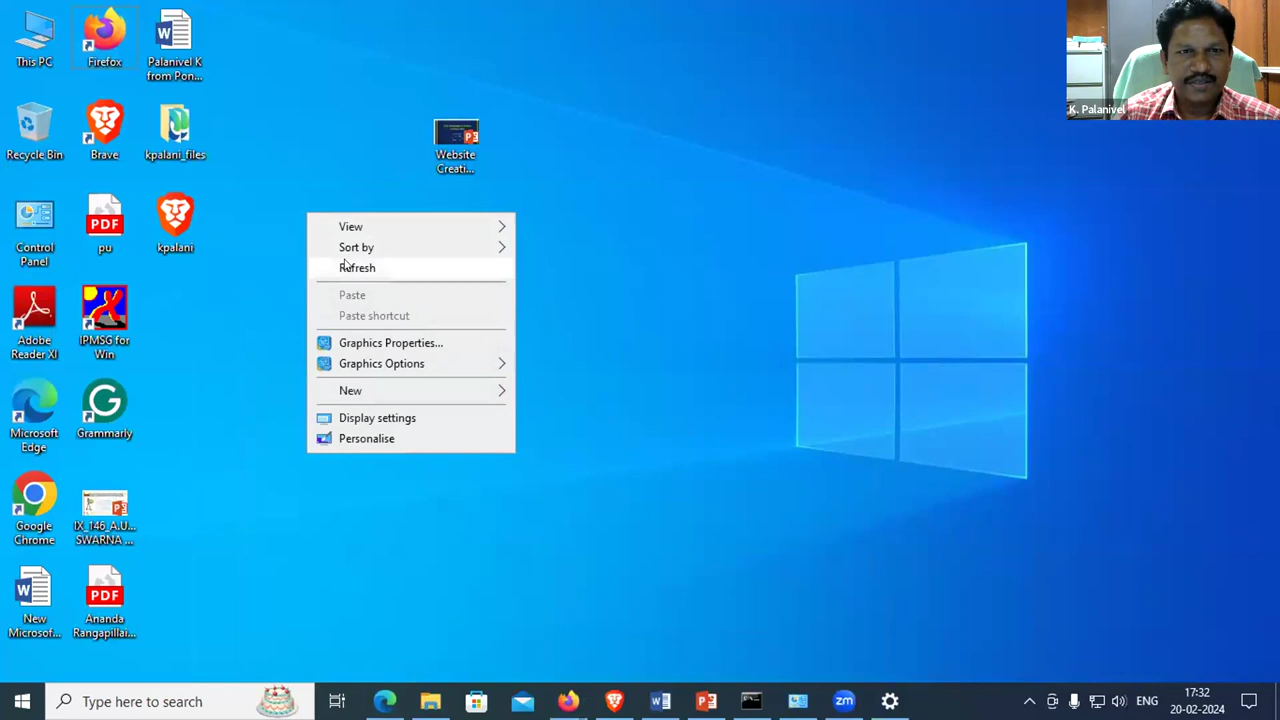 This PC
Firefox
Palanivel K
from Pon...
Recycle Bin
Brave
kpalani_files
Website
Creati...
Control
Panel
PDF
pu
kpalani
View
Sort by
Refresh
Paste
Paste shortcut
Graphics Properties...
Graphics Options
New
Display settings
Personalise
Adobe
Reader XI
IPMSG for
Win
Microsoft
Edge
Grammarly
Google
Chrome
IX_146_A.U...
SWARNA ...
New
Microsof...
PDF
Ananda
Rangapillai...
K. Palanivel
Type here to search
zm
ENG
17:32
20-02-2024